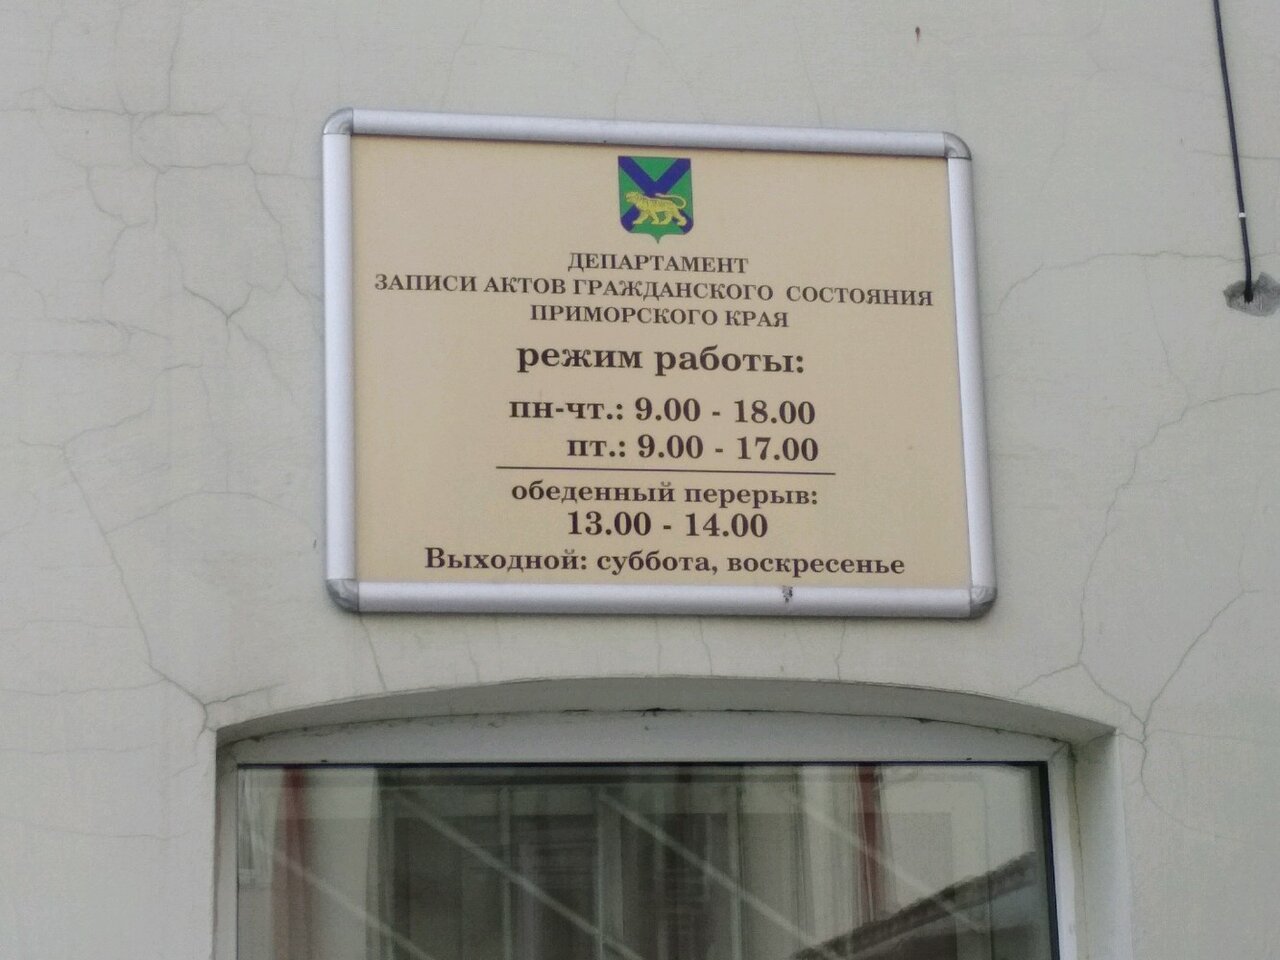 ДЕПАРТАМЕНТ
ЗАПИСИ АКТОВ ГРАЖДАНСКОГО СОСТОЯНИЯ
ПРИМОРСКОГО КРАЯ
режим работы:
пн-чт.: 9.00 - 18.00
пт.: 9.00 - 17.00
обеденный перерыв:
13.00 - 14.00
Выходной: суббота, воскресенье